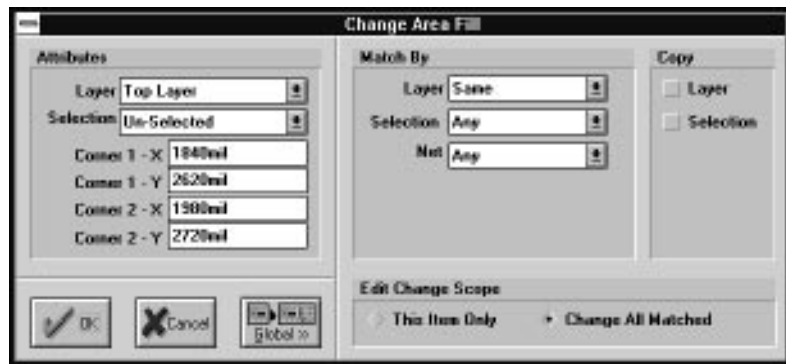 Change Area Fill
Attributes
Layer Top Layer
Selection Un-Selected
Corner 1 - X 1840mil
Corner 1 - Y 2620mil
Corner 2 - X 1980mil
Corner 2 - Y 2720mil
OK
Cancel
Global »
Match By
Layer Same
Selection Any
Net Any
Copy
Layer
Selection
Edit Change Scope
This Item Only
Change All Matched